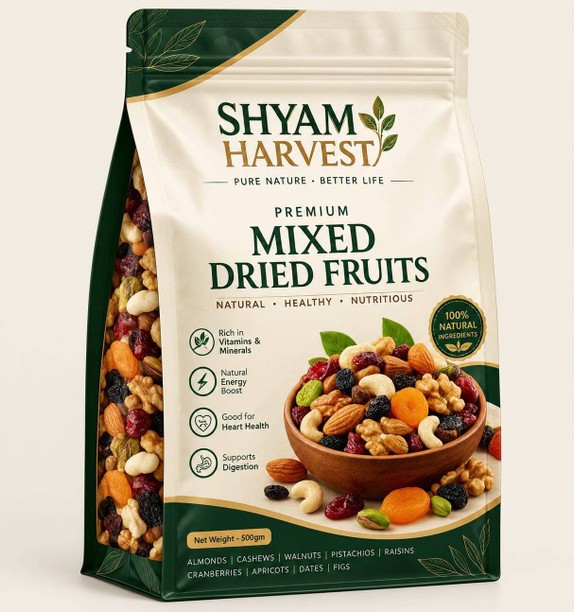 SHYAM
HARVEST
PURE NATURE • BETTER LIFE
PREMIUM
MIXED
DRIED FRUITS
NATURAL • HEALTHY • NUTRITIOUS
100%
NATURAL
INGREDIENTS
Rich in
Vitamins &
Minerals
Natural
Energy
Boost
Good for
Heart Health
Supports
Digestion
Net Weight - 500gm
ALMONDS | CASHEWS | WALNUTS | PISTACHIOS | RAISINS
CRANBERRIES | APRICOTS | DATES | FIGS